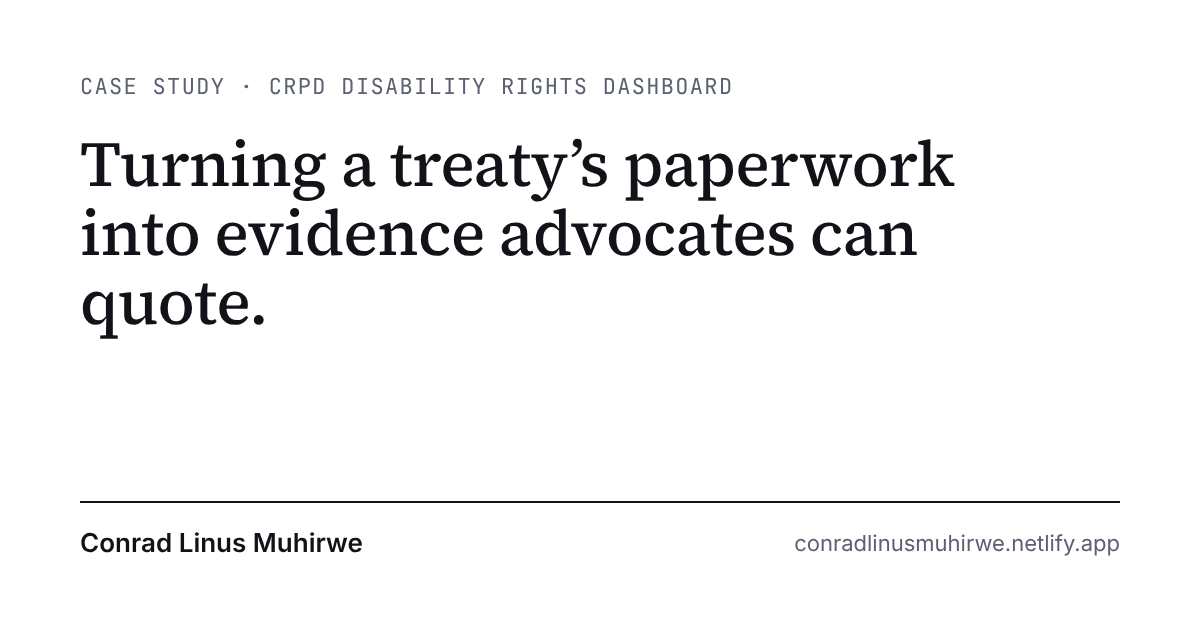 CASE STUDY · CRPD DISABILITY RIGHTS DASHBOARD
Turning a treaty’s paperwork
into evidence advocates can
quote.
Conrad Linus Muhirwe
conradlinusmuhirwe.netlify.app